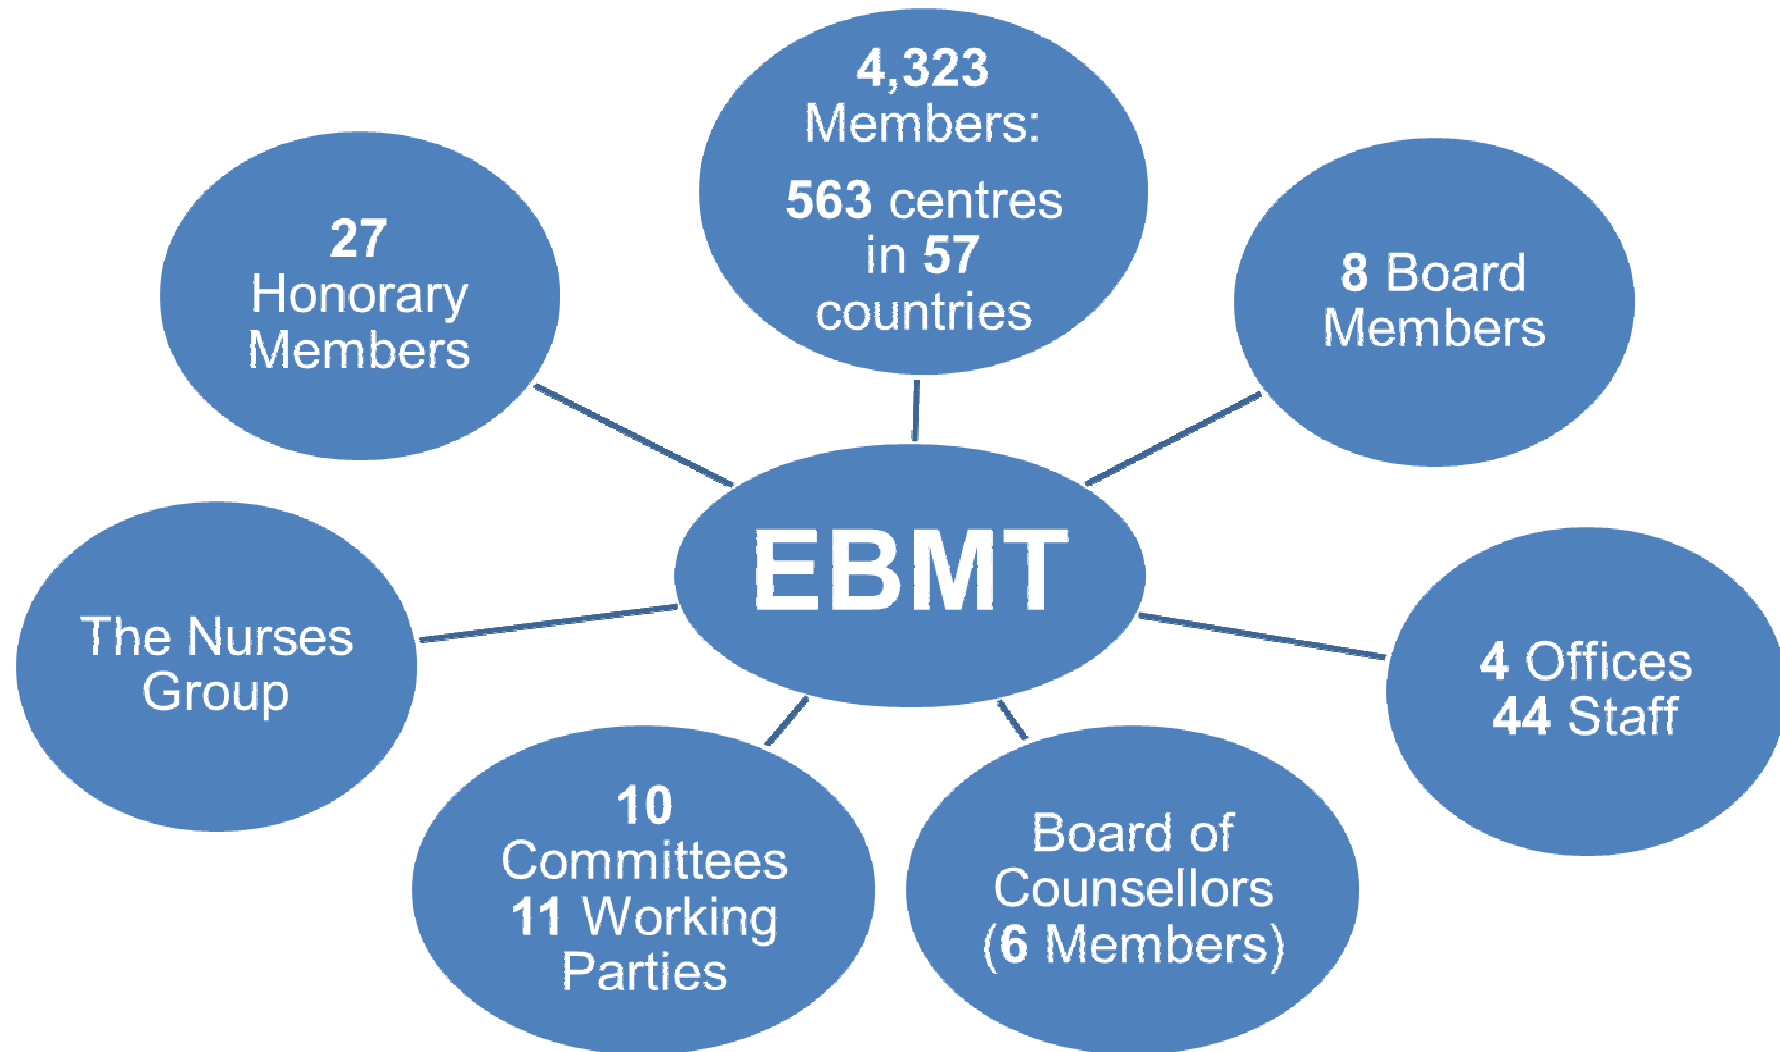 4,323
Members:
563 centres
in 57
countries
27
Honorary
Members
8 Board
Members
EBMT
The Nurses
Group
4 Offices
44 Staff
10
Committees
11 Working
Parties
Board of
Counsellors
(6 Members)